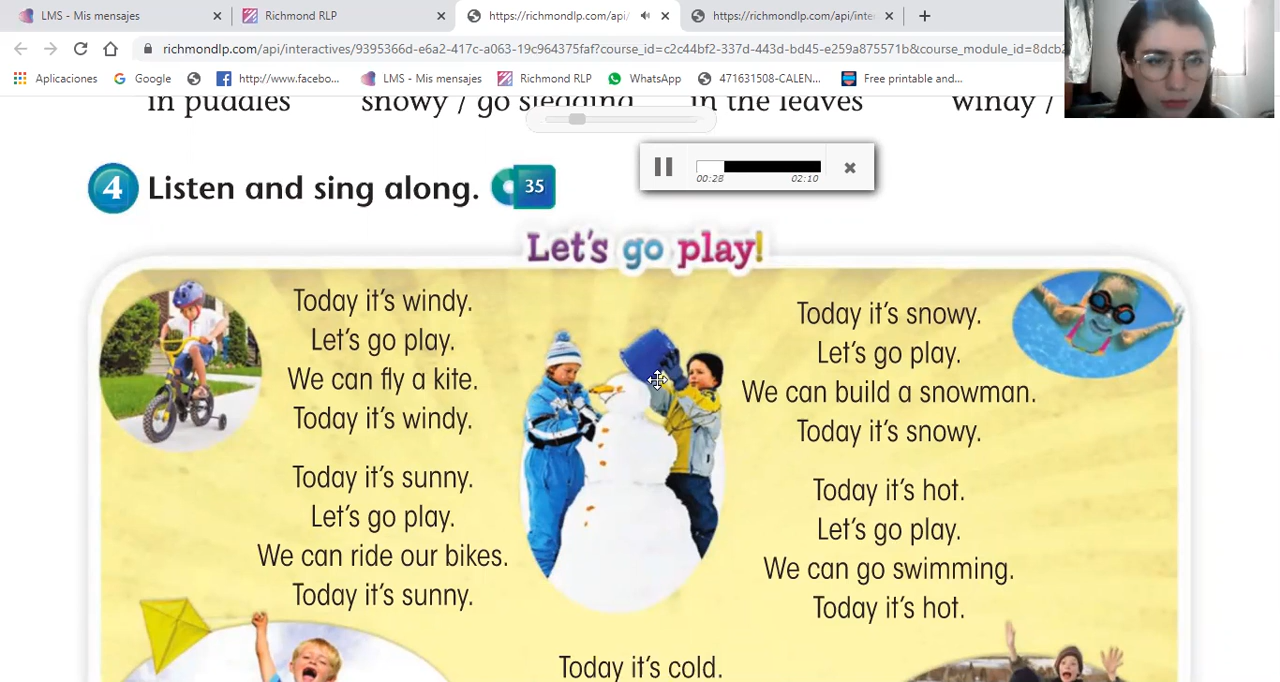 LMS - Mis mensajes
Richmond RLP
https://richmondlp.com/api/
https://richmondlp.com/api/inte
richmondlp.com/api/interactives/9395366d-e6a2-417c-a063-19c964375faf?course_id=c2c44bf2-337d-443d-bd45-e259a875571b&course_module_id=8dcb2
Aplicaciones
Google
http://www.facebo...
LMS - Mis mensajes
Richmond RLP
WhatsApp
471631508-CALEN...
Free printable and...
in puddles
snowy / go sledding
in the leaves
windy /
4 Listen and sing along. 35
00:28
02:10
Let's go play!
Today it's windy.
Let's go play.
We can fly a kite.
Today it's windy.
Today it's sunny.
Let's go play.
We can ride our bikes.
Today it's sunny.
Today it's snowy.
Let's go play.
We can build a snowman.
Today it's snowy.
Today it's hot.
Let's go play.
We can go swimming.
Today it's hot.
Today it's cold.